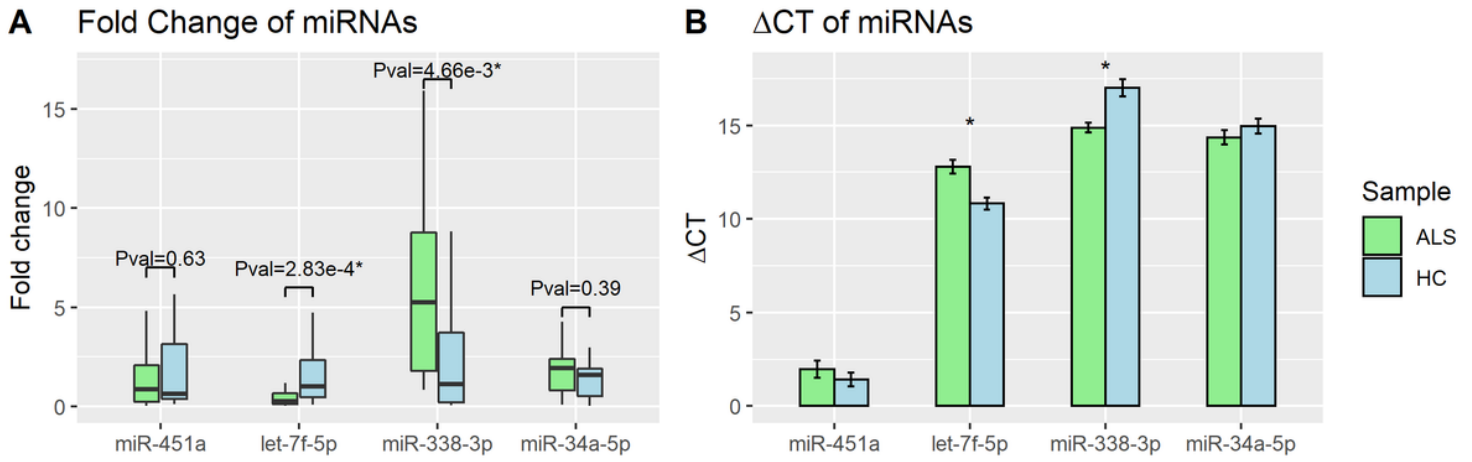 A Fold Change of miRNAs
Fold change
15
10
5
0
Pval=0.63
Pval=2.83e-4*
Pval=4.66e-3*
Pval=0.39
miR-451a let-7f-5p miR-338-3p miR-34a-5p
B ΔCT of miRNAs
ΔCT
15
10
5
0
*
*
miR-451a let-7f-5p miR-338-3p miR-34a-5p
Sample
ALS
HC